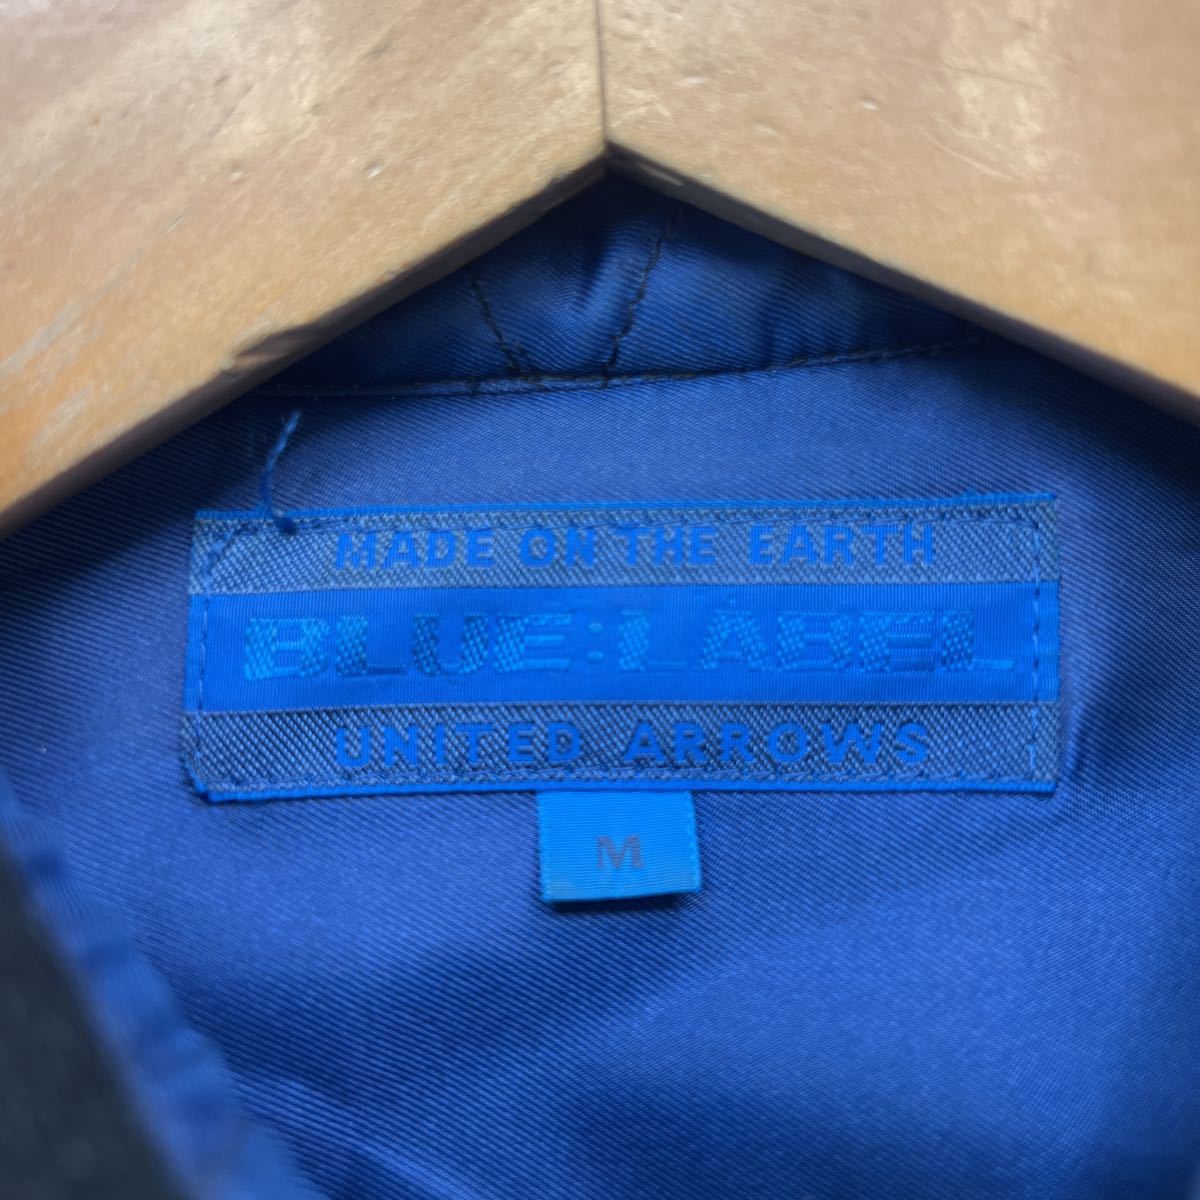 MADE ON THE EARTH
BLUE:LABEL
UNITED ARROWS
M